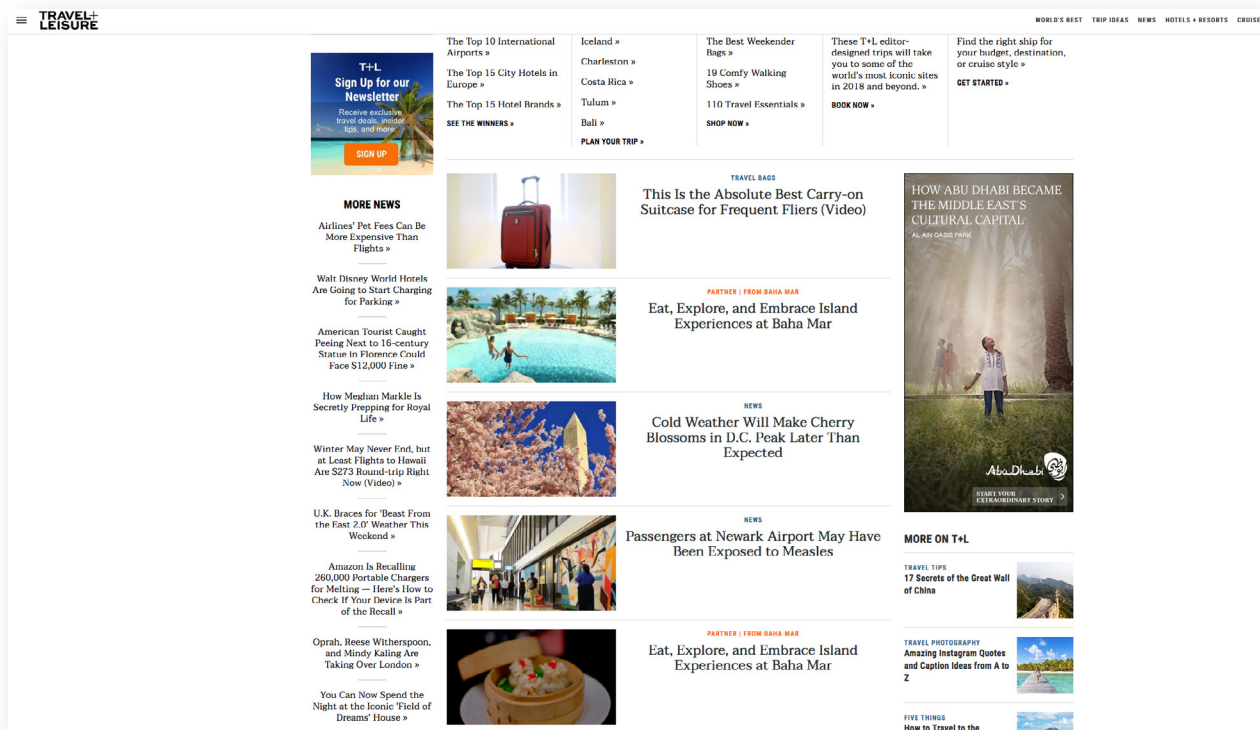 TRAVEL+
LEISURE
WORLD'S BEST TRIP IDEAS NEWS HOTELS + RESORTS CRUISE
T+L
Sign Up for our
Newsletter
Receive exclusive
travel deals, insider
tips, and more.
SIGN UP
The Top 10 International
Airports »
The Top 15 City Hotels in
Europe »
The Top 15 Hotel Brands »
SEE THE WINNERS »
Iceland »
Charleston »
Costa Rica »
Tulum »
Bali »
PLAN YOUR TRIP »
The Best Weekender
Bags »
19 Comfy Walking
Shoes »
110 Travel Essentials »
SHOP NOW »
These T+L editor-
designed trips will take
you to some of the
world's most iconic sites
in 2018 and beyond. »
BOOK NOW »
Find the right ship for
your budget, destination,
or cruise style »
GET STARTED »
MORE NEWS
Airlines' Pet Fees Can Be
More Expensive Than
Flights »
Walt Disney World Hotels
Are Going to Start Charging
for Parking »
American Tourist Caught
Peeing Next to 16-century
Statue in Florence Could
Face $12,000 Fine »
How Meghan Markle Is
Secretly Prepping for Royal
Life »
Winter May Never End, but
at Least Flights to Hawaii
Are $273 Round-trip Right
Now (Video) »
U.K. Braces for 'Beast From
the East 2.0' Weather This
Weekend »
Amazon Is Recalling
260,000 Portable Chargers
for Melting — Here's How to
Check If Your Device Is Part
of the Recall »
Oprah, Reese Witherspoon,
and Mindy Kaling Are
Taking Over London »
You Can Now Spend the
Night at the Iconic 'Field of
Dreams' House »
TRAVEL BAGS
This Is the Absolute Best Carry-on
Suitcase for Frequent Fliers (Video)
PARTNER | FROM BAHA MAR
Eat, Explore, and Embrace Island
Experiences at Baha Mar
NEWS
Cold Weather Will Make Cherry
Blossoms in D.C. Peak Later Than
Expected
NEWS
Passengers at Newark Airport May Have
Been Exposed to Measles
PARTNER | FROM BAHA MAR
Eat, Explore, and Embrace Island
Experiences at Baha Mar
HOW ABU DHABI BECAME
THE MIDDLE EAST'S
CULTURAL CAPITAL
AL AIN OASIS PARK
Abu Dhabi
START YOUR
EXTRAORDINARY STORY
MORE ON T+L
TRAVEL TIPS
17 Secrets of the Great Wall
of China
TRAVEL PHOTOGRAPHY
Amazing Instagram Quotes
and Caption Ideas from A to
Z
FIVE THINGS
How to Travel to the